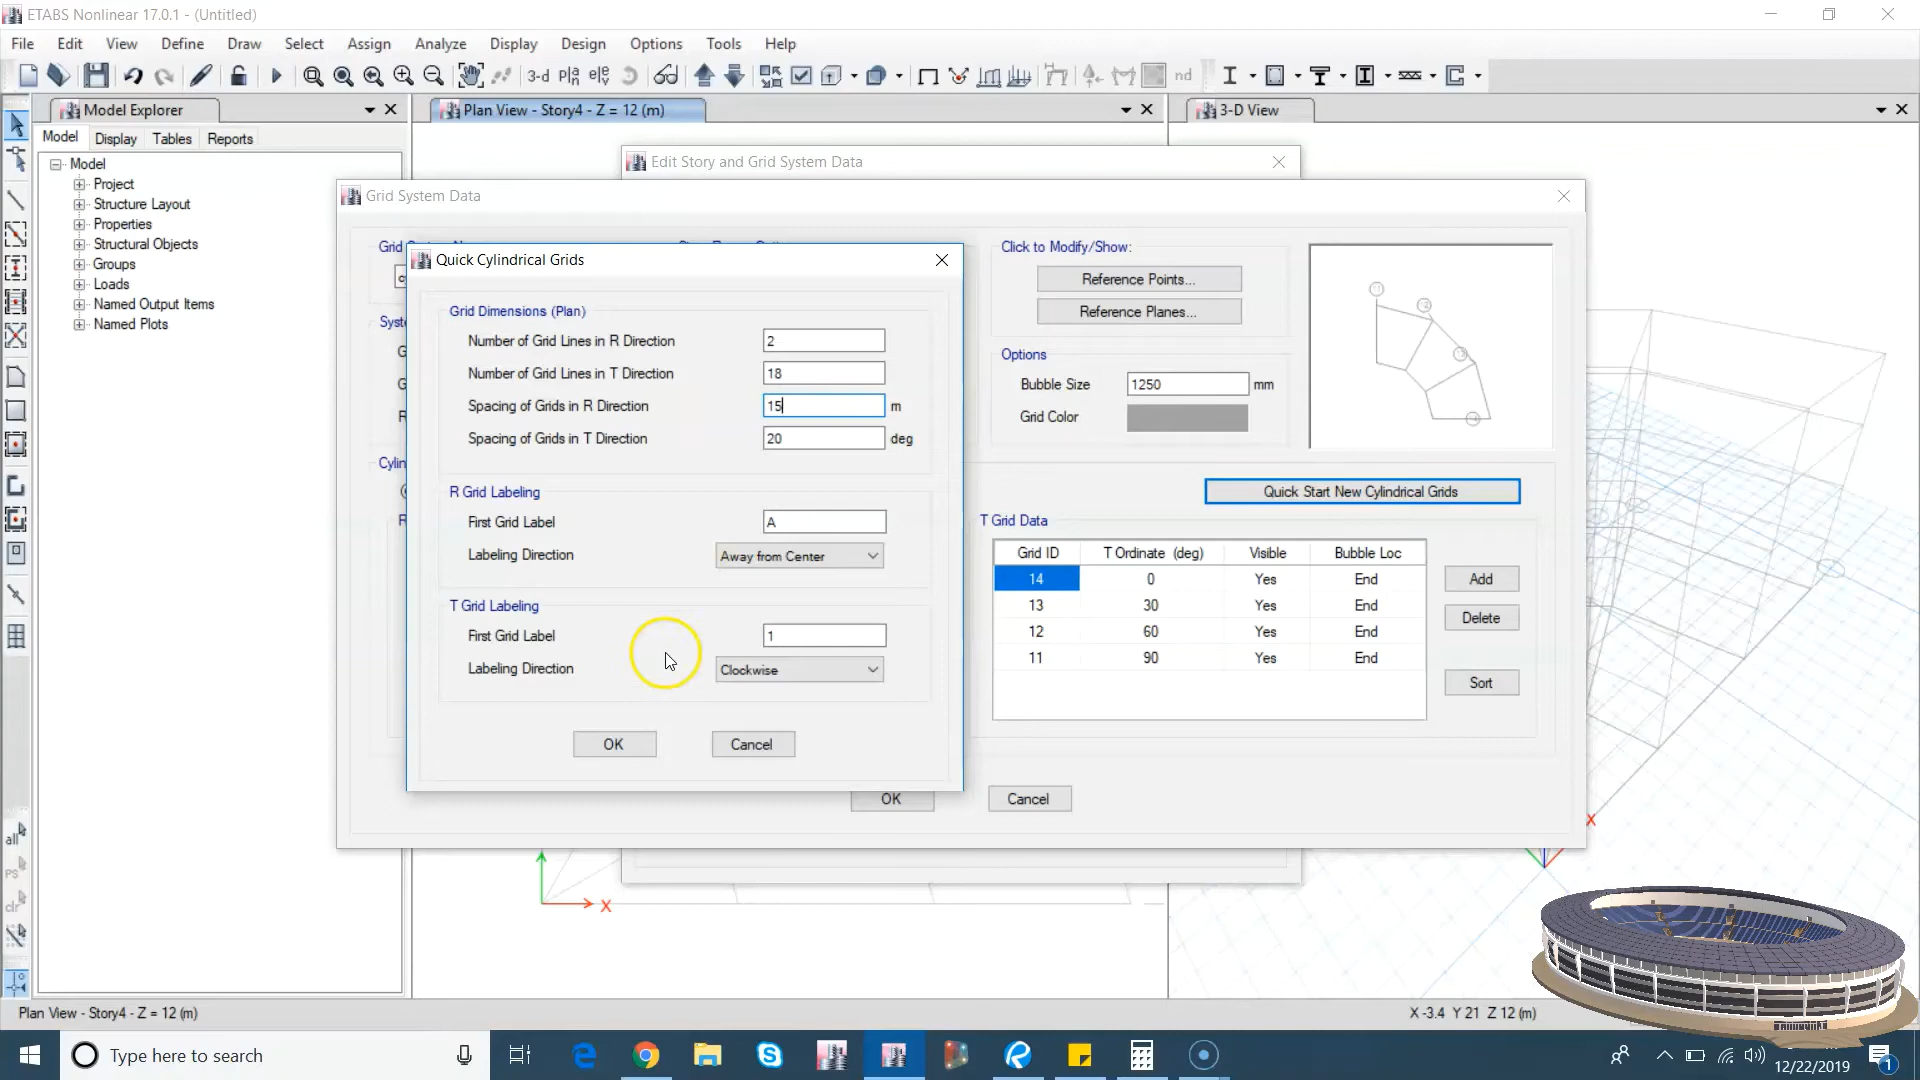 ETABS Nonlinear 17.0.1 - (Untitled)
File Edit View Define Draw Select Assign Analyze Display Design Options Tools Help
3-d nd
Model Explorer
Plan View - Story4 - Z = 12 (m)
3-D View
Model Display Tables Reports
Model
Project
Structure Layout
Properties
Structural Objects
Groups
Loads
Named Output Items
Named Plots
Edit Story and Grid System Data
Grid System Data
Quick Cylindrical Grids
Grid Dimensions (Plan)
Number of Grid Lines in R Direction 2
Number of Grid Lines in T Direction 18
Spacing of Grids in R Direction 15 m
Spacing of Grids in T Direction 20 deg
R Grid Labeling
First Grid Label A
Labeling Direction Away from Center
T Grid Labeling
First Grid Label 1
Labeling Direction Clockwise
OK Cancel
Click to Modify/Show:
Reference Points...
Reference Planes...
Options
Bubble Size 1250 mm
Grid Color
Quick Start New Cylindrical Grids
T Grid Data
Grid ID T Ordinate (deg) Visible Bubble Loc
14 0 Yes End
13 30 Yes End
12 60 Yes End
11 90 Yes End
Add
Delete
Sort
OK Cancel
X
X
all
PS
clr
Plan View - Story4 - Z = 12 (m)
X -3.4 Y 21 Z 12 (m)
Type here to search
12/22/2019
1